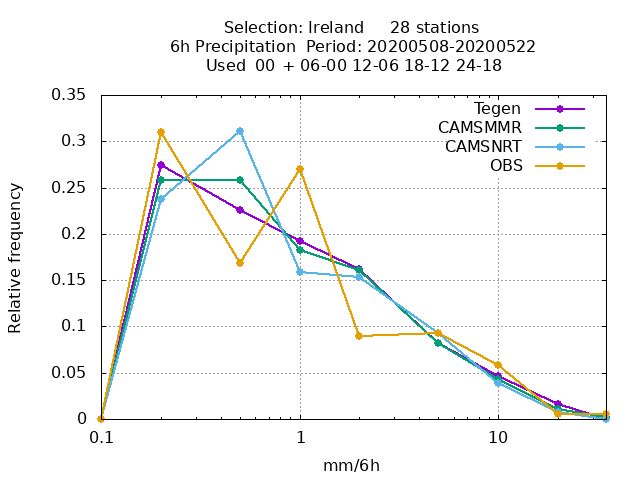 Selection: Ireland 28 stations
6h Precipitation Period: 20200508-20200522
Used 00 + 06-00 12-06 18-12 24-18
0.35
0.3
0.25
0.2
0.15
0.1
0.05
0
Relative frequency
Tegen
CAMSMMR
CAMSNRT
OBS
0.1 1 10
mm/6h